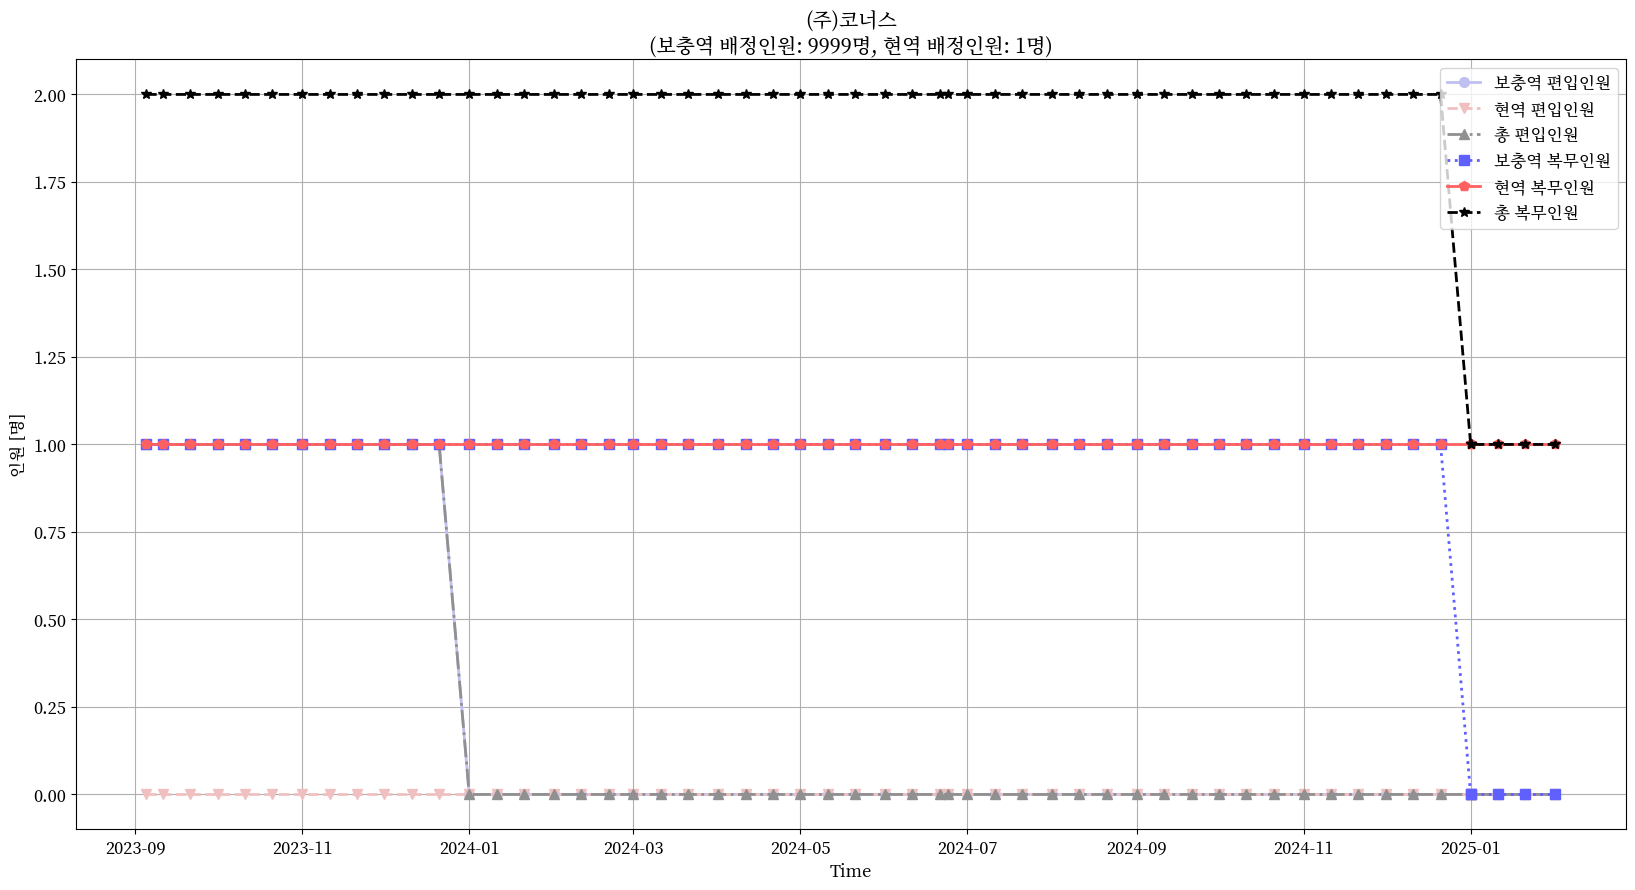 (주)코너스
(보충역 배정인원: 9999명, 현역 배정인원: 1명)
인원 [명]
2.00
1.75
1.50
1.25
1.00
0.75
0.50
0.25
0.00
보충역 편입인원
현역 편입인원
총 편입인원
보충역 복무인원
현역 복무인원
총 복무인원
2023-09 2023-11 2024-01 2024-03 2024-05 2024-07 2024-09 2024-11 2025-01
Time